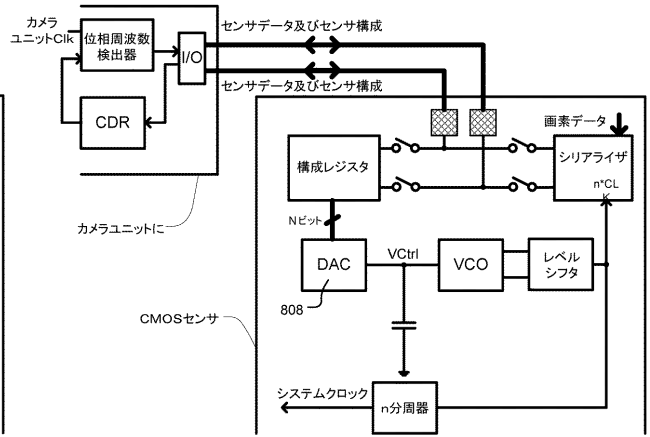 カメラ
ユニットClk
位相周波数
検出器
I/O
CDR
センサデータ及びセンサ構成
センサデータ及びセンサ構成
カメラユニットに
画素データ
構成レジスタ
シリアライザ
n*CL
K
Nビット
DAC
808
VCtrl
VCO
レベル
シフタ
CMOSセンサ
システムクロック
n分周器